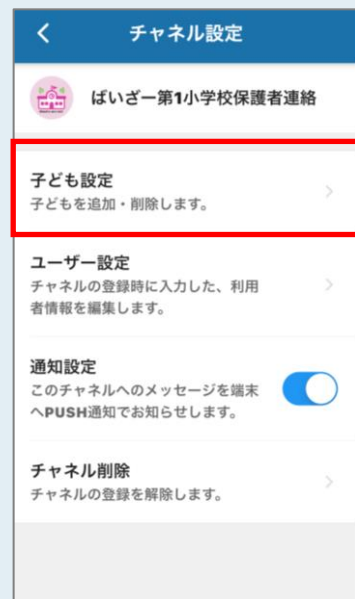 チャネル設定
ばいざー第1小学校保護者連絡
子ども設定
子どもを追加・削除します。
ユーザー設定
チャネルの登録時に入力した、利用
者情報を編集します。
通知設定
このチャネルへのメッセージを端末
へPUSH通知でお知らせします。
チャネル削除
チャネルの登録を解除します。